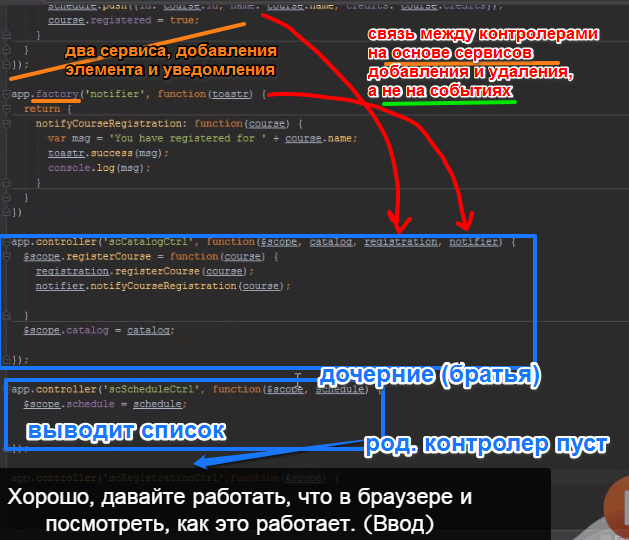 schedule.push({id: course.id, name: course.name, credits: course.credits});
course.registered = true;
}
}
});
два сервиса, добавления
элемента и уведомления
связь между контролерами
на основе сервисов
добавления и удаления,
а не на событиях
app.factory('notifier', function(toastr) {
return {
notifyCourseRegistration: function(course) {
var msg = 'You have registered for ' + course.name;
toastr.success(msg);
console.log(msg);
}
}
})
app.controller('scCatalogCtrl', function($scope, catalog, registration, notifier) {
$scope.registerCourse = function(course) {
registration.registerCourse(course);
notifier.notifyCourseRegistration(course);
}
$scope.catalog = catalog;
});
дочерние (братья)
app.controller('scScheduleCtrl', function($scope, schedule) {
$scope.schedule = schedule;
выводит список
});
род. контролер пуст
app.controller('scRegistrationCtrl',function($scope) {
Хорошо, давайте работать, что в браузере и
посмотреть, как это работает. (Ввод)